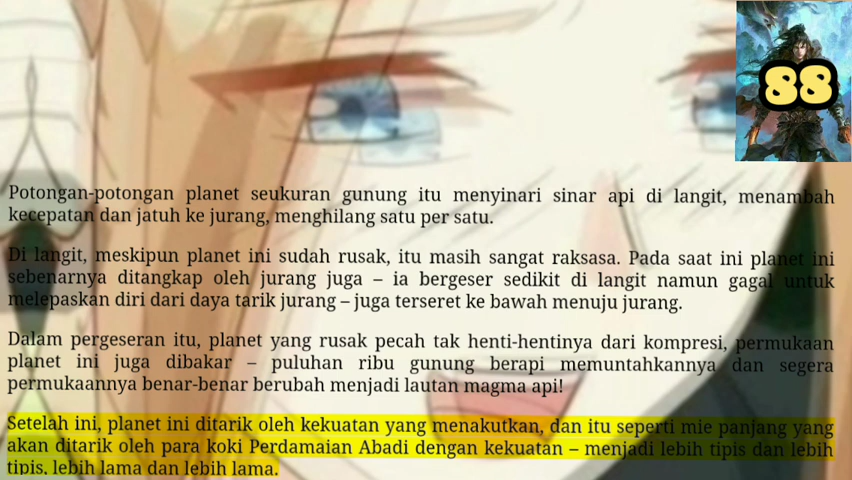 88
Potongan-potongan planet seukuran gunung itu menyinari sinar api di langit, menambah
kecepatan dan jatuh ke jurang, menghilang satu per satu.
Di langit, meskipun planet ini sudah rusak, itu masih sangat raksasa. Pada saat ini planet ini
sebenarnya ditangkap oleh jurang juga – ia bergeser sedikit di langit namun gagal untuk
melepaskan diri dari daya tarik jurang – juga terseret ke bawah menuju jurang.
Dalam pergeseran itu, planet yang rusak pecah tak henti-hentinya dari kompresi, permukaan
planet ini juga dibakar – puluhan ribu gunung berapi memuntahkannya dan segera
permukaannya benar-benar berubah menjadi lautan magma api!
Setelah ini, planet ini ditarik oleh kekuatan yang menakutkan, dan itu seperti mie panjang yang
akan ditarik oleh para koki Perdamaian Abadi dengan kekuatan – menjadi lebih tipis dan lebih
tipis, lebih lama dan lebih lama.